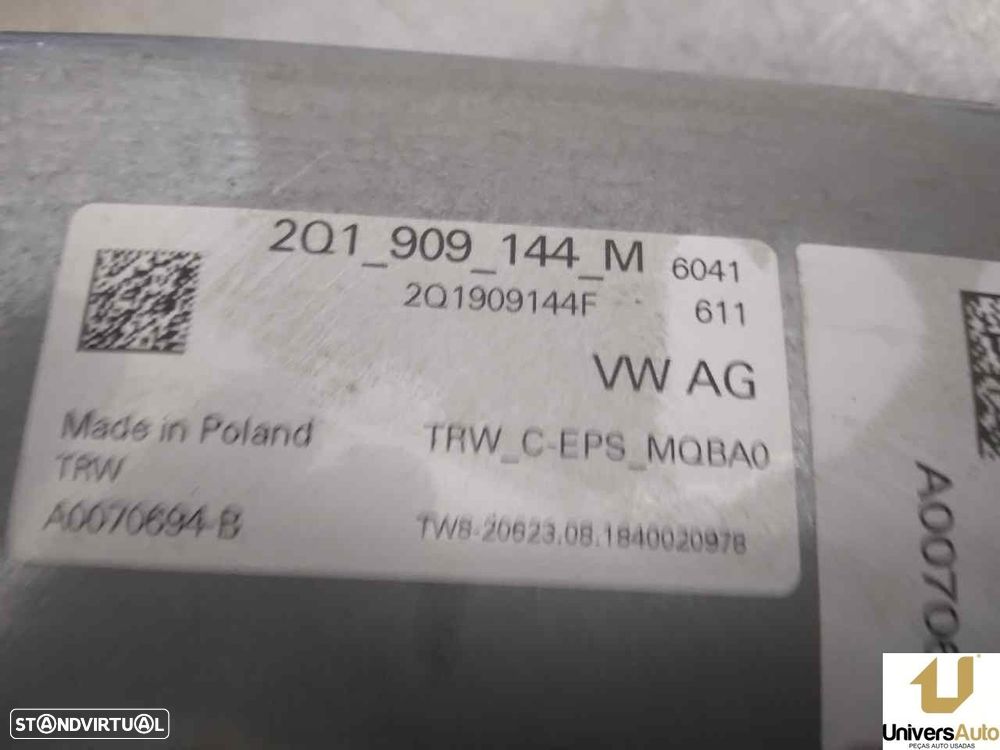 2Q1_909_144_M 6041
2Q1909144F 611
VW AG
Made in Poland TRW_C-EPS_MQBA0
TRW
A0070694-B TW8-20623.08.1840020978
A00706
STANDVIRTUAL
UniversAuto
PEÇAS AUTO USADAS